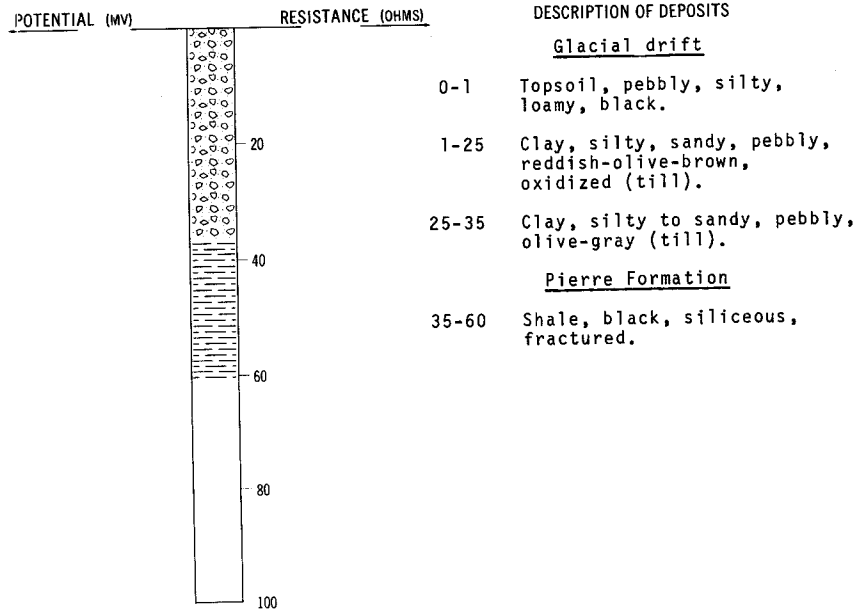 POTENTIAL (MV) RESISTANCE (OHMS)
DESCRIPTION OF DEPOSITS
Glacial drift
0-1 Topsoil, pebbly, silty,
loamy, black.
1-25 Clay, silty, sandy, pebbly,
reddish-olive-brown,
oxidized (till).
25-35 Clay, silty to sandy, pebbly,
olive-gray (till).
Pierre Formation
35-60 Shale, black, siliceous,
fractured.
20
40
60
80
100